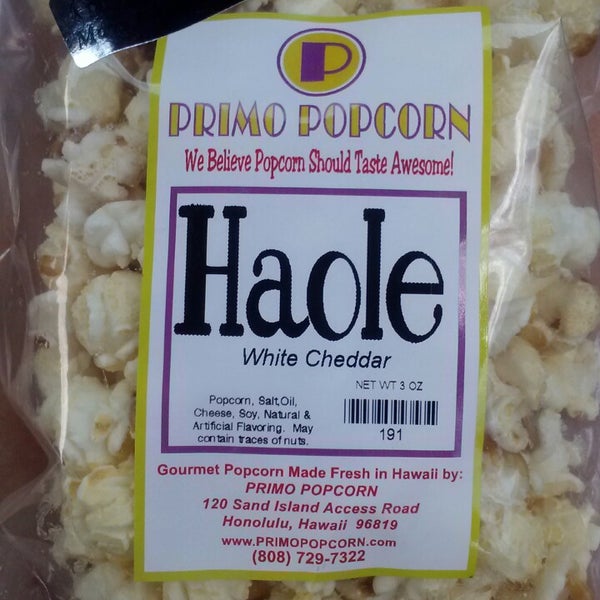 P
PRIMO POPCORN
We Believe Popcorn Should Taste Awesome!
Haole
White Cheddar
NET WT 3 OZ
Popcorn, Salt,Oil,
Cheese, Soy, Natural &
Artificial Flavoring. May
contain traces of nuts.
191
Gourmet Popcorn Made Fresh in Hawaii by:
PRIMO POPCORN
120 Sand Island Access Road
Honolulu, Hawaii 96819
www.PRIMOPOPCORN.com
(808) 729-7322